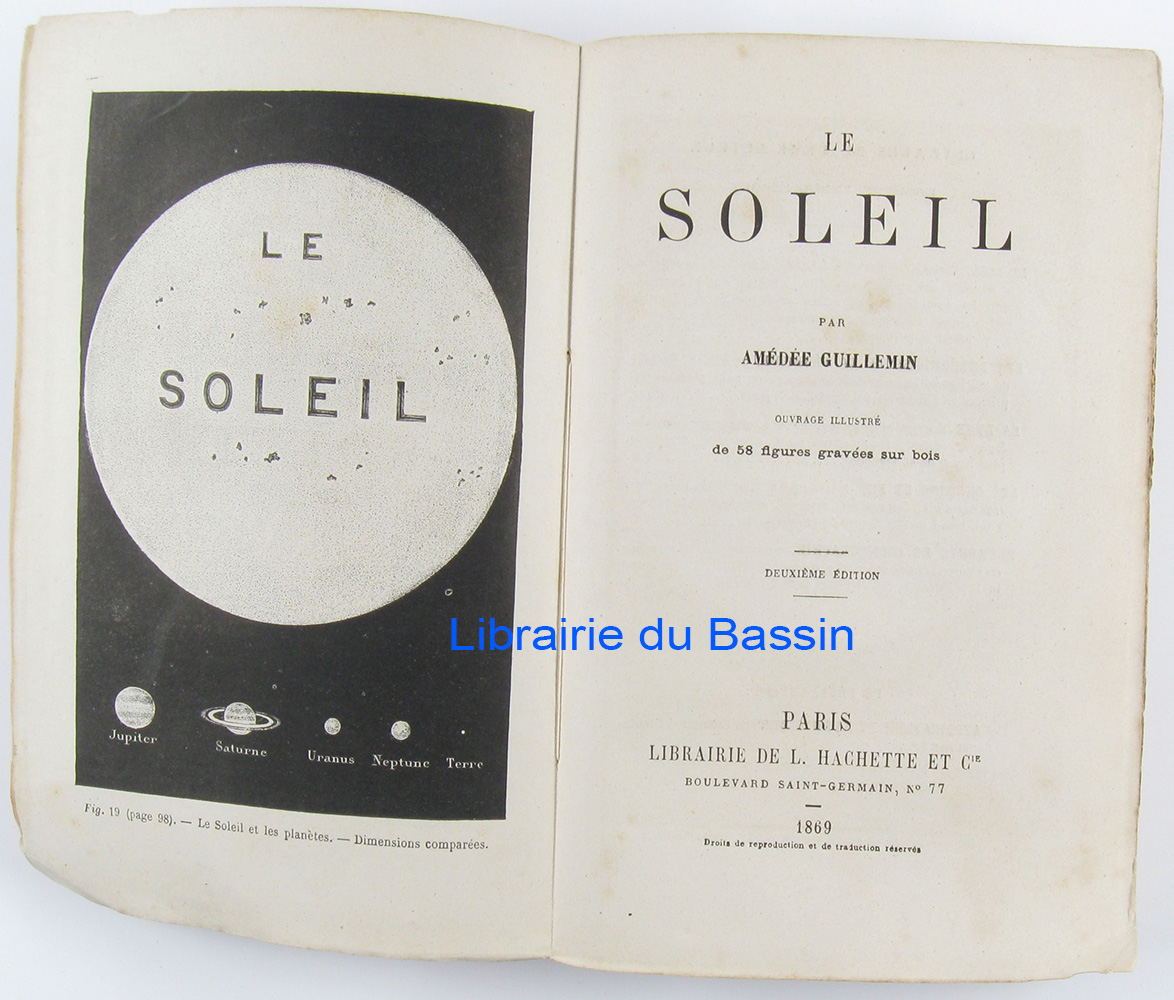 LE
SOLEIL
Jupiter
Saturne
Uranus
Neptune
Terre
Fig. 19 (page 98). — Le Soleil et les planètes. — Dimensions comparées.
LE
SOLEIL
PAR
AMÉDÉE GUILLEMIN
OUVRAGE ILLUSTRÉ
de 58 figures gravées sur bois
DEUXIÈME ÉDITION
Librairie du Bassin
PARIS
LIBRAIRIE DE L. HACHETTE ET Cie
BOULEVARD SAINT-GERMAIN, No 77
1869
Droits de reproduction et de traduction réservés